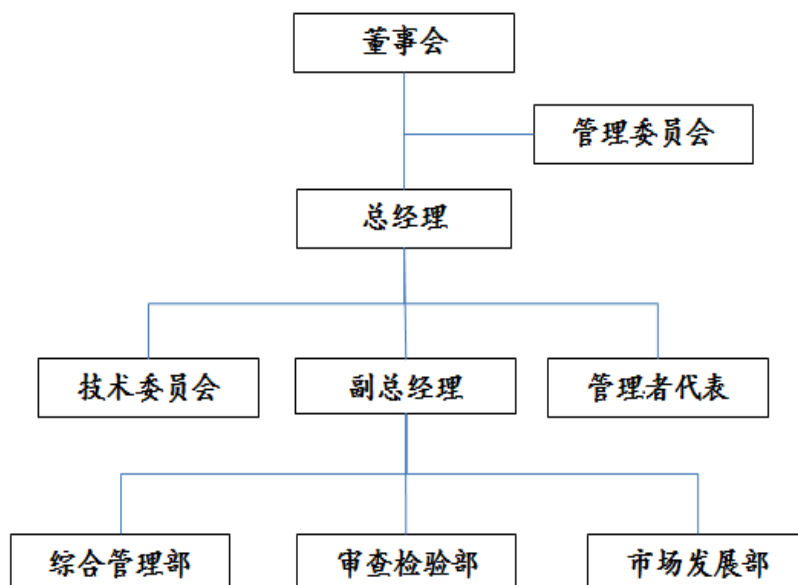 董事会
管理委员会
总经理
技术委员会
副总经理
管理者代表
综合管理部
审查检验部
市场发展部